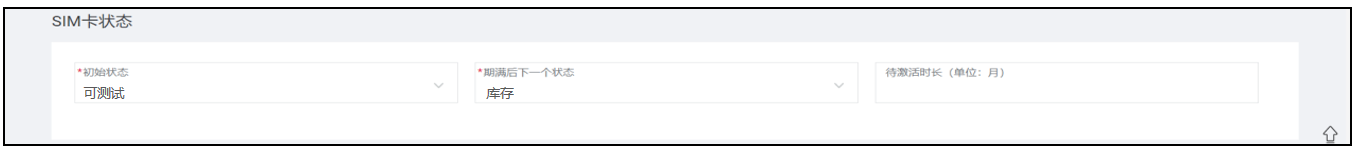 SIM卡状态
*初始状态
可测试
*期满后下一个状态
库存
待激活时长（单位：月）